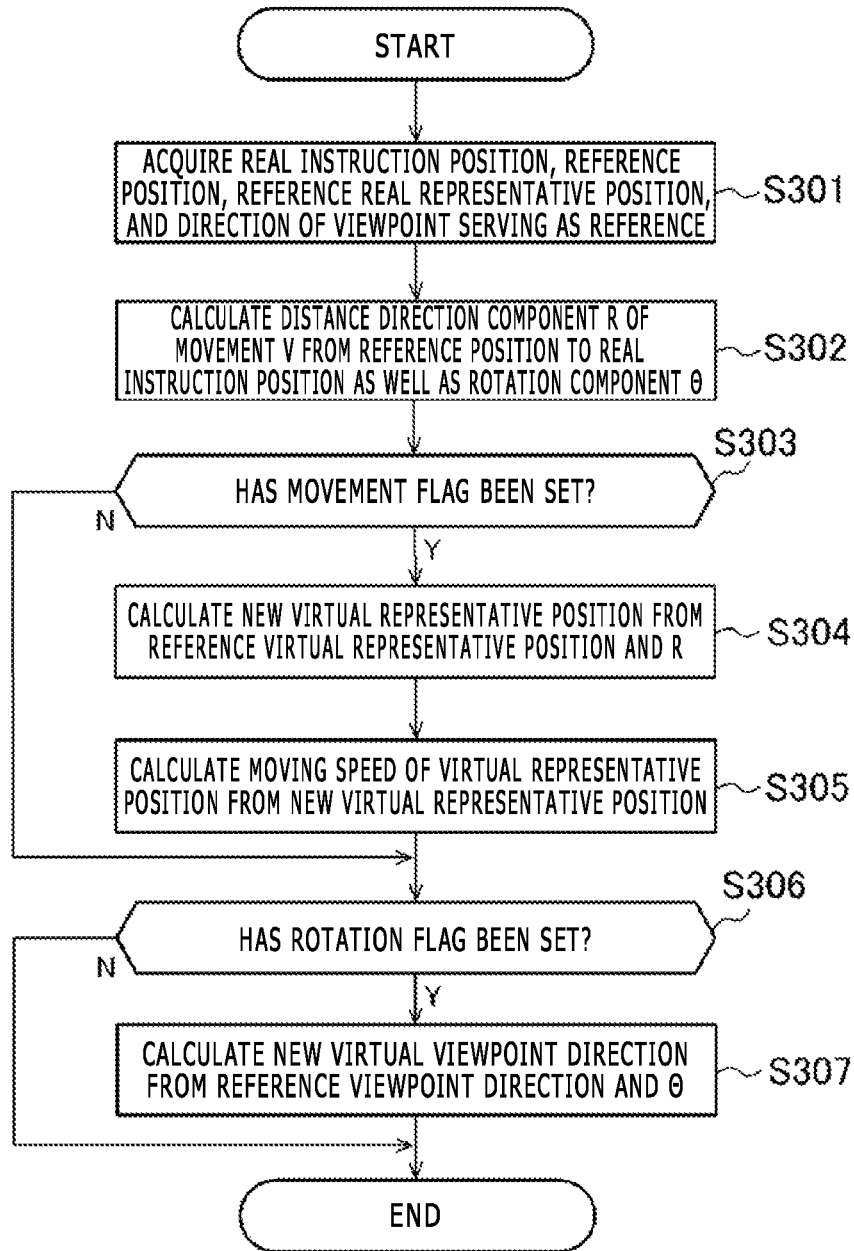 START
ACQUIRE REAL INSTRUCTION POSITION, REFERENCE
POSITION, REFERENCE REAL REPRESENTATIVE POSITION,
AND DIRECTION OF VIEWPOINT SERVING AS REFERENCE
S301
CALCULATE DISTANCE DIRECTION COMPONENT R OF
MOVEMENT V FROM REFERENCE POSITION TO REAL
INSTRUCTION POSITION AS WELL AS ROTATION COMPONENT θ
S302
S303
HAS MOVEMENT FLAG BEEN SET?
N
Y
CALCULATE NEW VIRTUAL REPRESENTATIVE POSITION FROM
REFERENCE VIRTUAL REPRESENTATIVE POSITION AND R
S304
CALCULATE MOVING SPEED OF VIRTUAL REPRESENTATIVE
POSITION FROM NEW VIRTUAL REPRESENTATIVE POSITION
S305
S306
HAS ROTATION FLAG BEEN SET?
N
Y
CALCULATE NEW VIRTUAL VIEWPOINT DIRECTION
FROM REFERENCE VIEWPOINT DIRECTION AND θ
S307
END